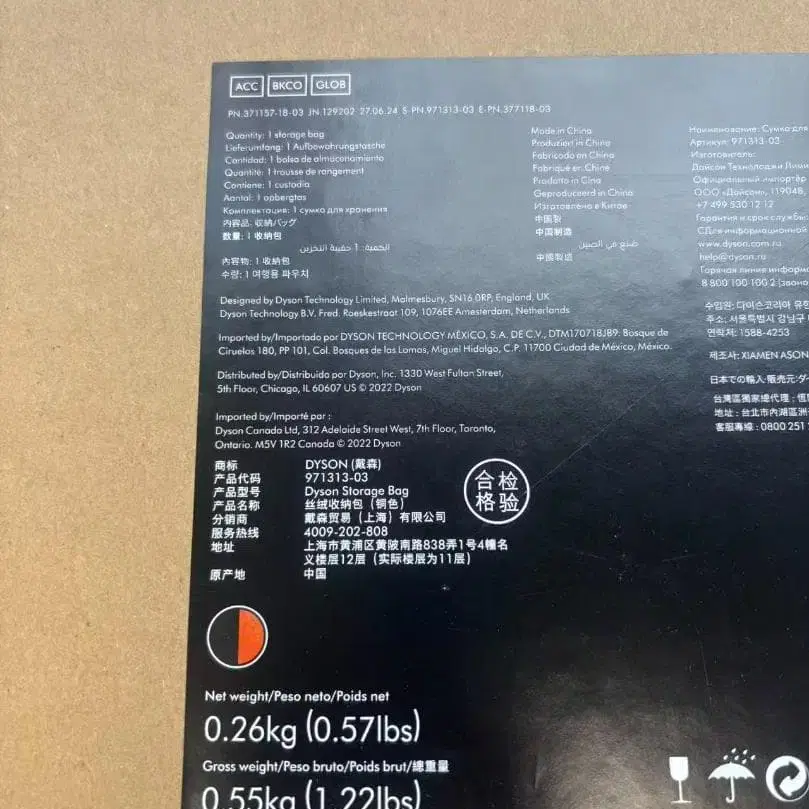 ACC BKCO GLOB
PN.371157-18-03 JN.129202 27.06.24 S-PN.971313-03 E-PN.377118-03
Quantity: 1 storage bag
Lieferumfang: 1 Aufbewahrungstasche
Cantidad: 1 bolsa de almacenamiento
Quantité: 1 trousse de rangement
Contiene: 1 custodia
Aantal: 1 opbergtas
Комплектация: 1 сумка для хранения
内容品: 収納バッグ
数量: 1 收纳包
الكمية: 1 حقيبة التخزين
內容物: 1 收納包
수량: 1 여행용 파우치
Made in China
Produziert in China
Fabricado en China
Fabriqué en Chine
Prodotto in Cina
Geproduceerd in China
Изготовлено в Китае
中国製
中国制造
صنع في الصين
中國製造
Наименование: Сумка для
Артикул: 971313-03
Изготовитель:
Дайсон Технолоджи Лими
Официальный импортёр
ООО «Дайсон», 119048,
+7 499 530 12 12
Гарантия и срок службы:
СДля информационной
www.dyson.com.ru
help@dyson.ru
Горячая линия информ
8 800 100 100 2 (звоно
수입원: 다이슨코리아 유한
주소: 서울특별시 강남구
연락처: 1588-4253
제조사: XIAMEN ASON
日本での輸入・販売元:ダイ
台灣區獨家總代理:恆
地址:台北市內湖區洲
客服專線:0800 251
Designed by Dyson Technology Limited, Malmesbury, SN16 0RP, England, UK
Dyson Technology B.V. Fred. Roeskestraat 109, 1076EE Amsterdam, Netherlands
Imported by/Importado por DYSON TECHNOLOGY MÉXICO, S.A. DE C.V., DTM170718JB9. Bosque de
Ciruelos 180, PP 101, Col. Bosques de las Lomas, Miguel Hidalgo, C.P. 11700 Ciudad de México, México.
Distributed by/Distribuido por Dyson, Inc. 1330 West Fulton Street,
5th Floor, Chicago, IL 60607 US © 2022 Dyson
Imported by/Importé par :
Dyson Canada Ltd, 312 Adelaide Street West, 7th Floor, Toronto,
Ontario. M5V 1R2 Canada © 2022 Dyson
商标 DYSON (戴森)
产品代码 971313-03
产品型号 Dyson Storage Bag
产品名称 丝绒收纳包 (铜色)
分销商 戴森贸易 (上海) 有限公司
服务热线 4009-202-808
地址 上海市黄浦区黄陂南路838弄1号4幢名
义楼层12层 (实际楼层为11层)
原产地 中国
合检
格验
Net weight/Peso neto/Poids net
0.26kg (0.57lbs)
Gross weight/Peso bruto/Poids brut/總重量
0.55kg (1.22lbs)